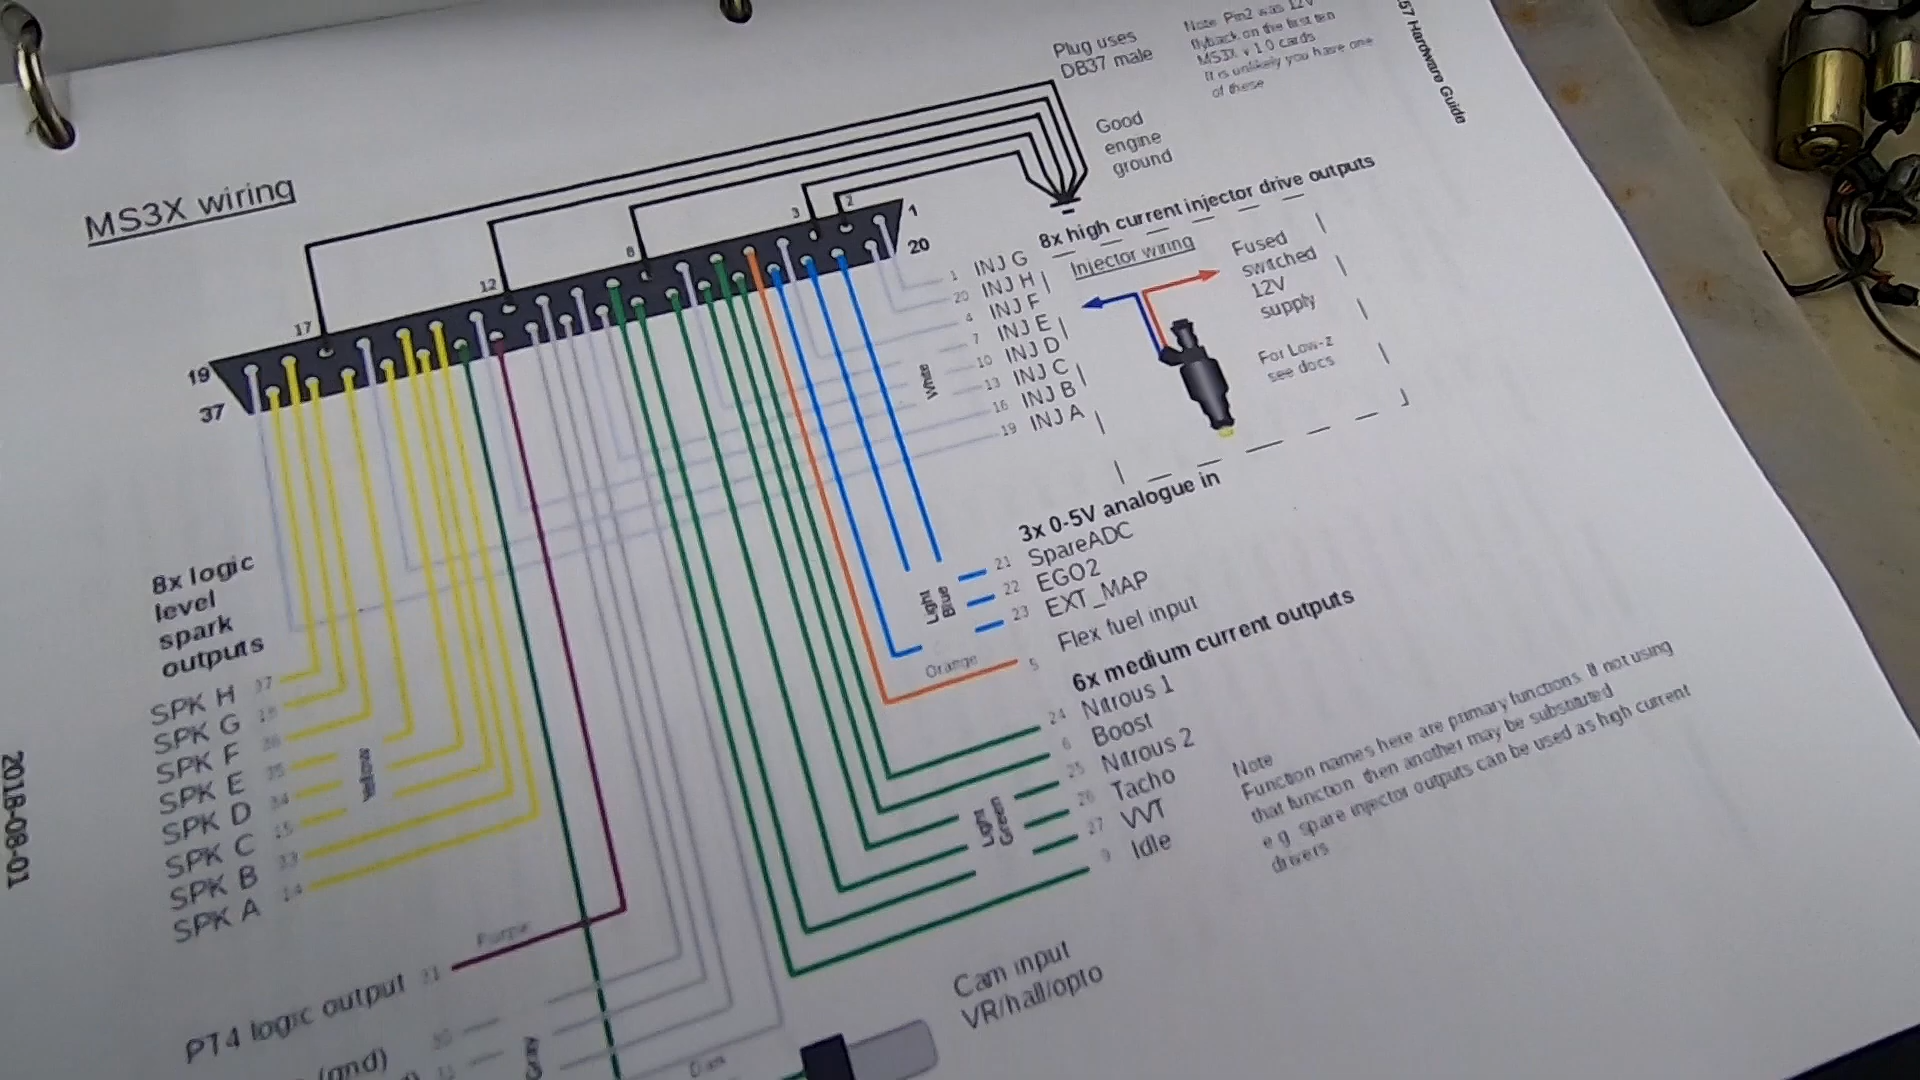 57 Hardware Guide
Note Pin2 was 12V
flyback on the first ten
MS3X v 1 0 cards
It is unlikely you have one
of these
Plug uses
DB37 male
Good
engine
ground
MS3X wiring
1
2
3
8
12
17
19
20
37
8x high current injector drive outputs
Injector wiring
Fused
switched
12V
supply
For Low-z
see docs
1 INJ G
20 INJ H
4 INJ F
7 INJ E
10 INJ D
13 INJ C
16 INJ B
19 INJ A
White
3x 0-5V analogue in
21 SpareADC
22 EGO2
23 EXT_MAP
Light
Blue
Flex fuel input
Orange 5
6x medium current outputs
24 Nitrous 1
6 Boost
25 Nitrous 2
26 Tacho
27 VVT
9 Idle
Light
Green
Note
Function names here are primary functions. If not using
that function then another may be substituted
e g spare injector outputs can be used as high current
drivers
8x logic
level
spark
outputs
SPK H 37
SPK G 18
SPK F 36
SPK E 35
SPK D 34
SPK C 15
SPK B 33
SPK A 14
Yellow
Purple
PT4 logic output 31
(gnd)
Grey
Cam input
VR/hall/opto
2018-08-01